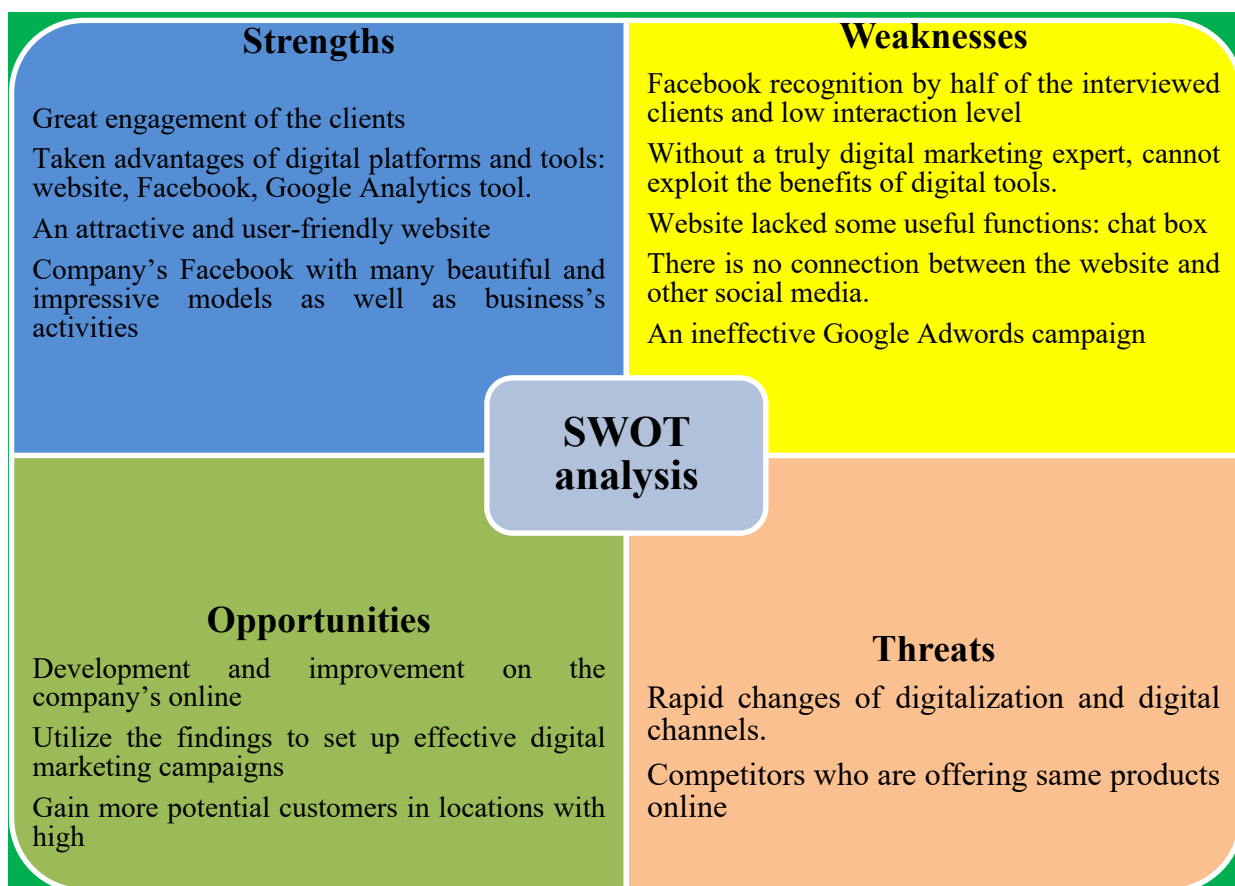 Strengths
Great engagement of the clients
Taken advantages of digital platforms and tools:
website, Facebook, Google Analytics tool.
An attractive and user-friendly website
Company’s Facebook with many beautiful and
impressive models as well as business’s
activities
Weaknesses
Facebook recognition by half of the interviewed
clients and low interaction level
Without a truly digital marketing expert, cannot
exploit the benefits of digital tools.
Website lacked some useful functions: chat box
There is no connection between the website and
other social media.
An ineffective Google Adwords campaign
SWOT
analysis
Opportunities
Development and improvement on the
company’s online
Utilize the findings to set up effective digital
marketing campaigns
Gain more potential customers in locations with
high
Threats
Rapid changes of digitalization and digital
channels.
Competitors who are offering same products
online